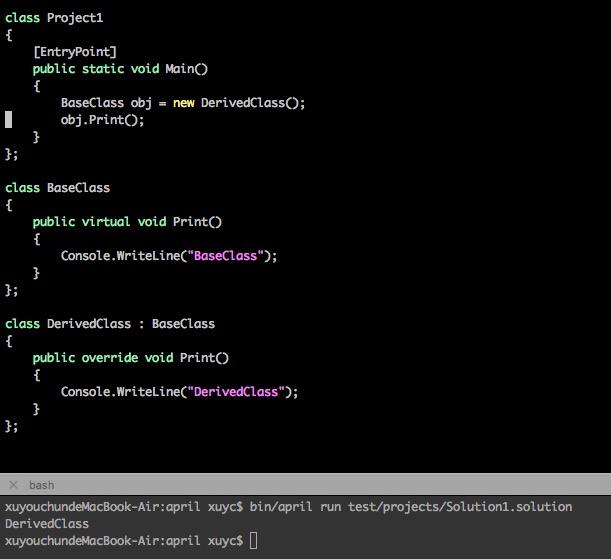 class Project1
{
    [EntryPoint]
    public static void Main()
    {
        BaseClass obj = new DerivedClass();
        obj.Print();
    }
};

class BaseClass
{
    public virtual void Print()
    {
        Console.WriteLine("BaseClass");
    }
};

class DerivedClass : BaseClass
{
    public override void Print()
    {
        Console.WriteLine("DerivedClass");
    }
};
× bash
xuyouchundeMacBook-Air:april xuyc$ bin/april run test/projects/Solution1.solution
DerivedClass
xuyouchundeMacBook-Air:april xuyc$